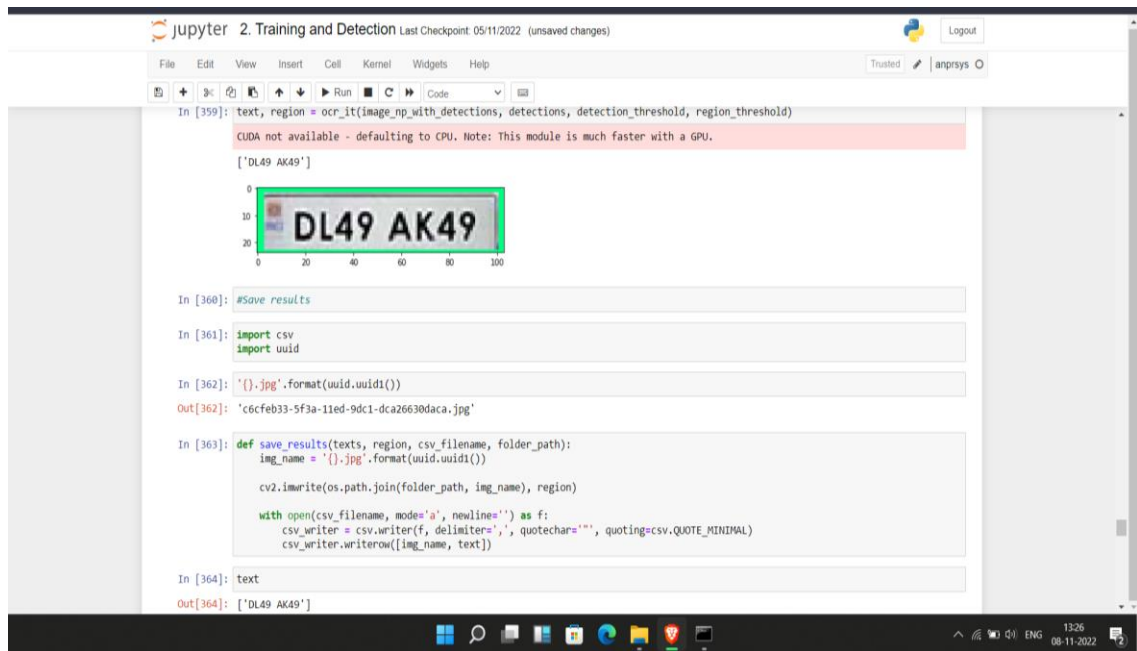 jupyter 2. Training and Detection Last Checkpoint: 05/11/2022 (unsaved changes)
Logout
File Edit View Insert Cell Kernel Widgets Help
Trusted anprsys
Run Code
In [359]: text, region = ocr_it(image_np_with_detections, detections, detection_threshold, region_threshold)
CUDA not available - defaulting to CPU. Note: This module is much faster with a GPU.
['DL49 AK49']
0
10
20
DL49 AK49
0 20 40 60 80 100
In [360]: #Save results
In [361]: import csv
import uuid
In [362]: '{}.jpg'.format(uuid.uuid1())
Out[362]: 'c6cfeb33-5f3a-11ed-9dc1-dca26630daca.jpg'
In [363]: def save_results(texts, region, csv_filename, folder_path):
img_name = '{}.jpg'.format(uuid.uuid1())
cv2.imwrite(os.path.join(folder_path, img_name), region)
with open(csv_filename, mode='a', newline='') as f:
csv_writer = csv.writer(f, delimiter=',', quotechar='"', quoting=csv.QUOTE_MINIMAL)
csv_writer.writerow([img_name, text])
In [364]: text
Out[364]: ['DL49 AK49']
ENG
13:26
08-11-2022
2